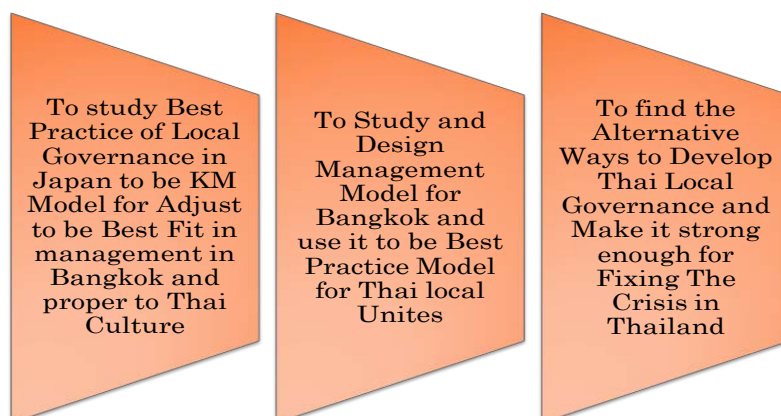 To study Best
Practice of Local
Governance in
Japan to be KM
Model for Adjust
to be Best Fit in
management in
Bangkok and
proper to Thai
Culture
To Study and
Design
Management
Model for
Bangkok and
use it to be Best
Practice Model
for Thai local
Unites
To find the
Alternative
Ways to Develop
Thai Local
Governance and
Make it strong
enough for
Fixing The
Crisis in
Thailand